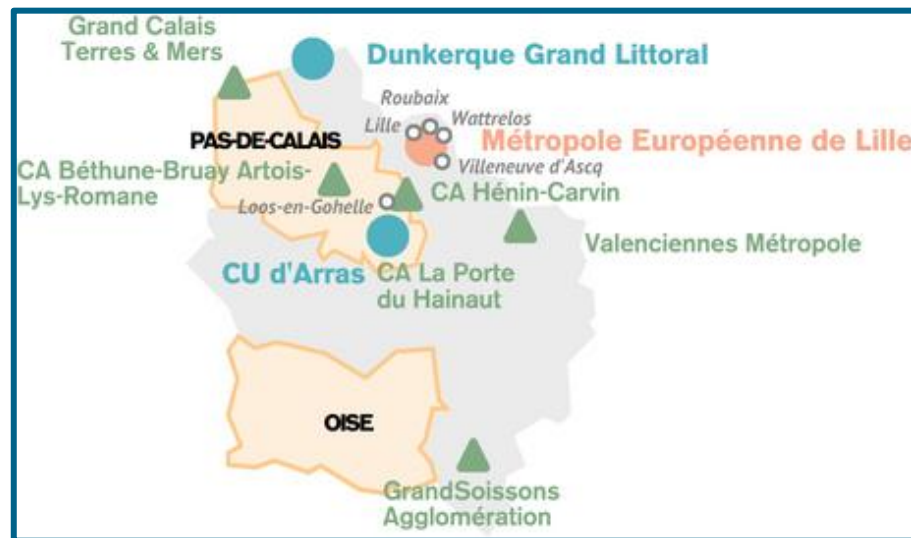 Grand Calais
Terres & Mers
Dunkerque Grand Littoral
Roubaix
Lille
Wattrelos
PAS-DE-CALAIS
Métropole Européenne de Lille
Villeneuve d'Ascq
CA Béthune-Bruay Artois-
Lys-Romane
CA Hénin-Carvin
Loos-en-Gohelle
Valenciennes Métropole
CU d'Arras
CA La Porte
du Hainaut
OISE
GrandSoissons
Agglomération